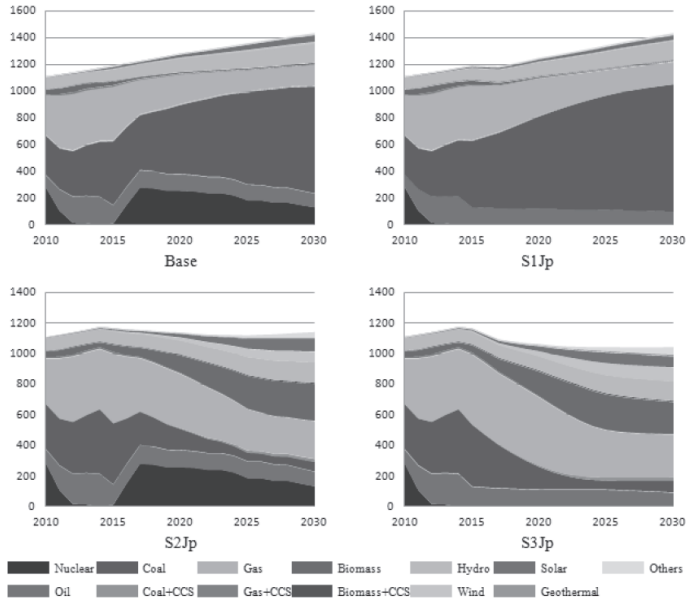 1600 1600
1400 1400
1200 1200
1000 1000
800 800
600 600
400 400
200 200
0 0
2010 2015 2020 2025 2030 2010 2015 2020 2025 2030
Base S1Jp
1400 1400
1200 1200
1000 1000
800 800
600 600
400 400
200 200
0 0
2010 2015 2020 2025 2030 2010 2015 2020 2025 2030
S2Jp S3Jp
Nuclear Coal Gas Biomass Hydro Solar Others
Oil Coal+CCS Gas+CCS Biomass+CCS Wind Geothermal